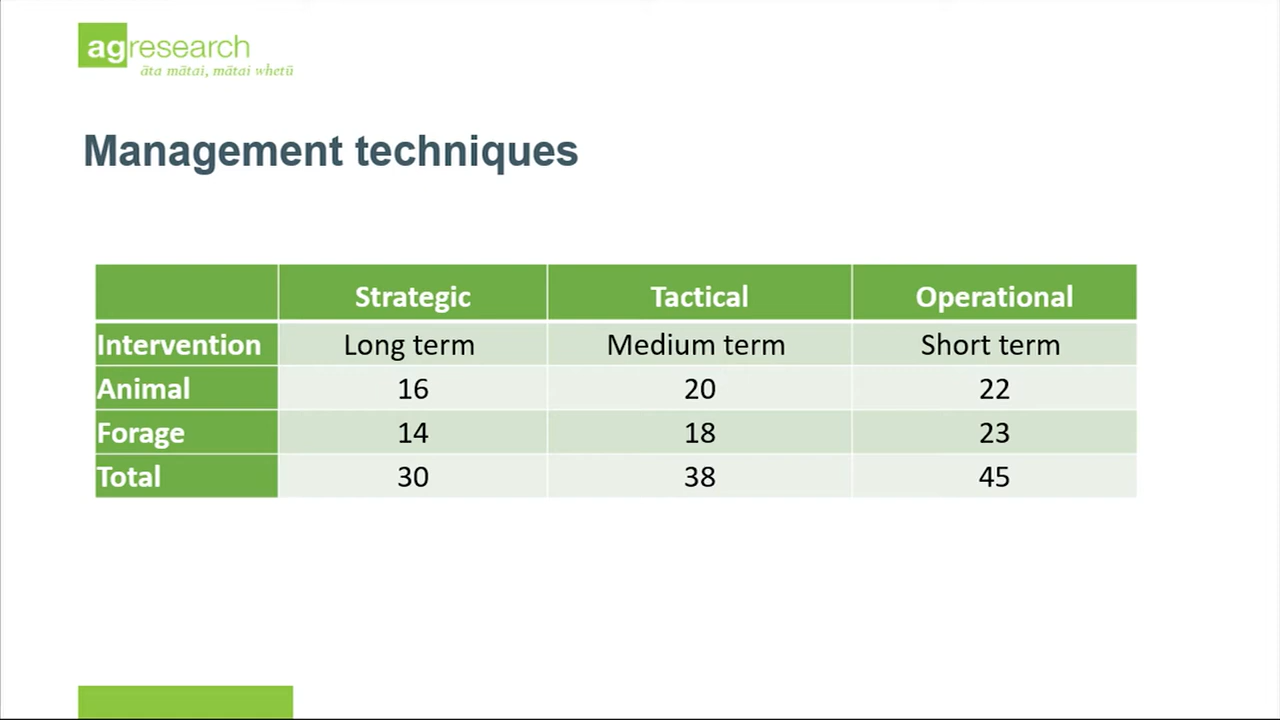 agresearch
āta mātai, mātai whetū
Management techniques
Strategic Tactical Operational
Intervention Long term Medium term Short term
Animal 16 20 22
Forage 14 18 23
Total 30 38 45